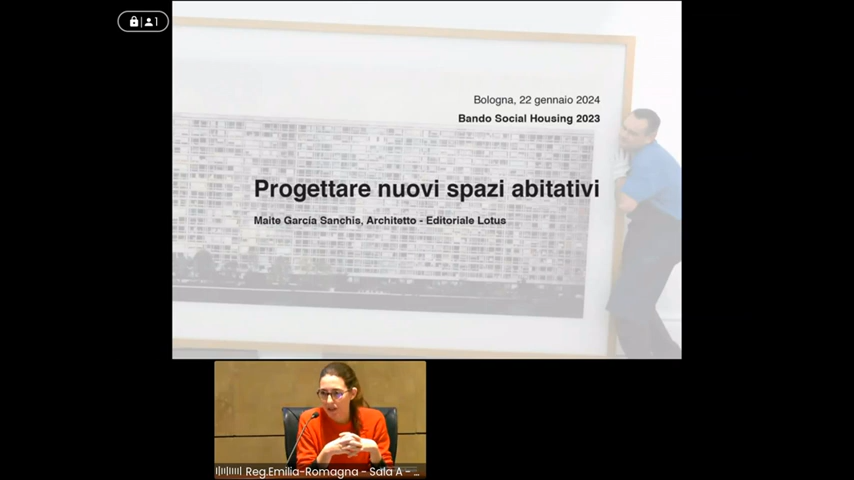 1
Bologna, 22 gennaio 2024
Bando Social Housing 2023
Progettare nuovi spazi abitativi
Maite García Sanchis, Architetto - Editoriale Lotus
Reg.Emilia-Romagna - Sala A - ...